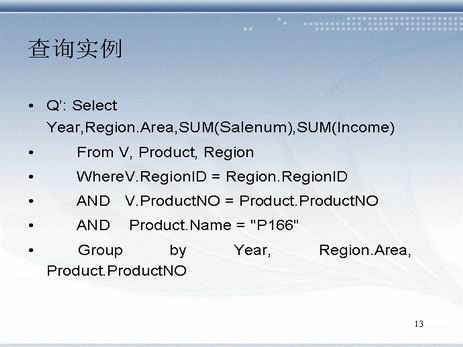 查询实例
• Q’: Select
Year,Region.Area,SUM(Salenum),SUM(Income)
• From V, Product, Region
• WhereV.RegionID = Region.RegionID
• AND V.ProductNO = Product.ProductNO
• AND Product.Name = "P166"
• Group by Year, Region.Area,
Product.ProductNO
13